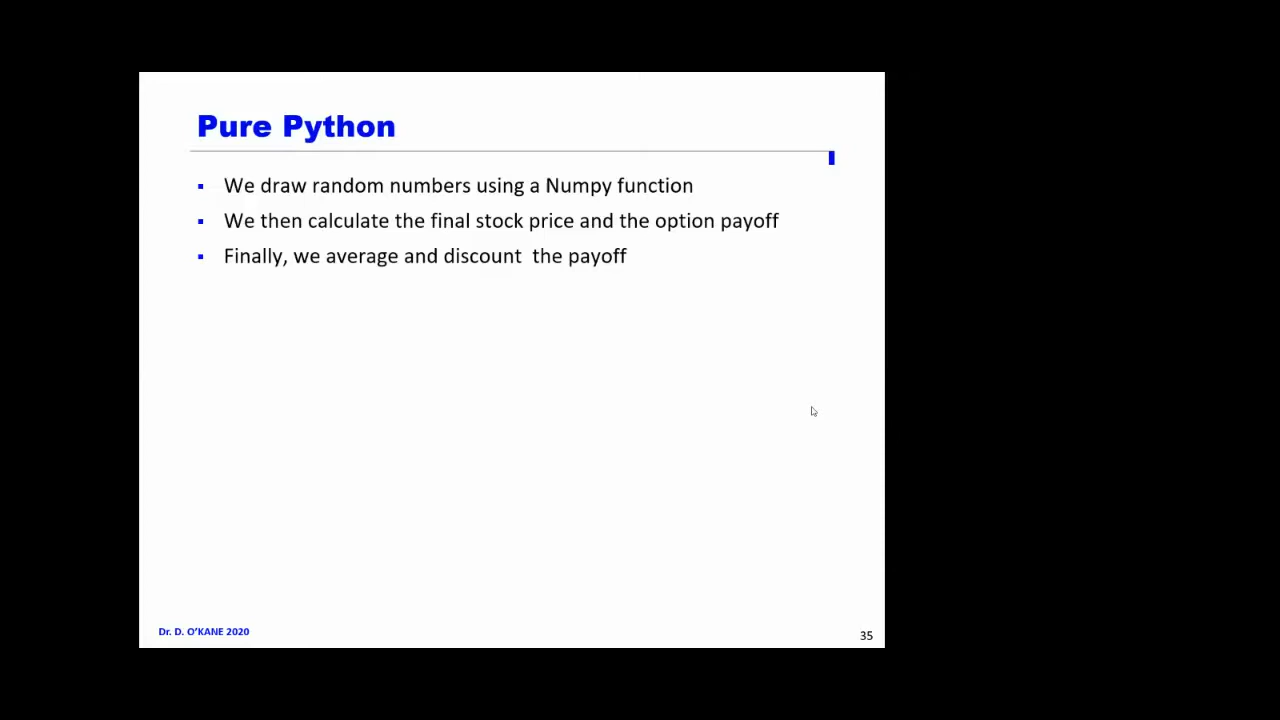 Pure Python
▪ We draw random numbers using a Numpy function
▪ We then calculate the final stock price and the option payoff
▪ Finally, we average and discount  the payoff
Dr. D. O'KANE 2020
35